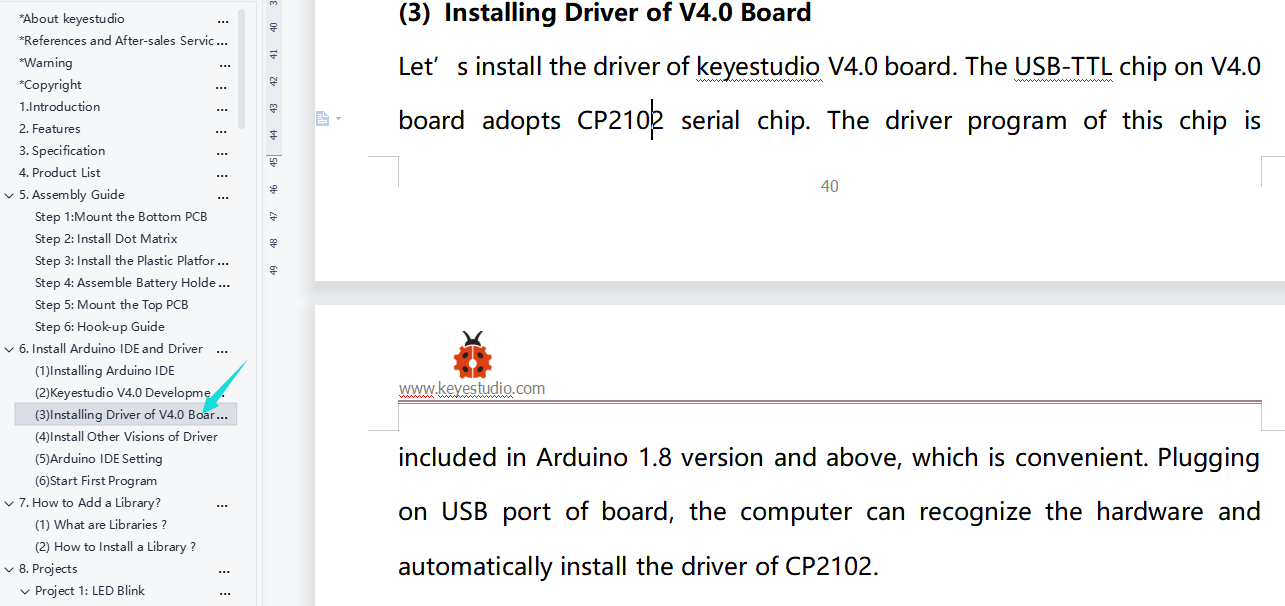 *About keyestudio ...
*References and After-sales Servic...
*Warning ...
*Copyright ...
1.Introduction ...
2. Features ...
3. Specification ...
4. Product List ...
5. Assembly Guide ...
Step 1:Mount the Bottom PCB
Step 2: Install Dot Matrix
Step 3: Install the Plastic Platfor...
Step 4: Assemble Battery Holde...
Step 5: Mount the Top PCB
Step 6: Hook-up Guide
6. Install Arduino IDE and Driver ...
(1)Installing Arduino IDE
(2)Keyestudio V4.0 Developme...
(3)Installing Driver of V4.0 Boar...
(4)Install Other Visions of Driver
(5)Arduino IDE Setting
(6)Start First Program
7. How to Add a Library? ...
(1) What are Libraries ?
(2) How to Install a Library ?
8. Projects ...
Project 1: LED Blink ...
40
41
42
43
44
45
46
47
48
49
(3) Installing Driver of V4.0 Board
Let’s install the driver of keyestudio V4.0 board. The USB-TTL chip on V4.0
board adopts CP2102 serial chip. The driver program of this chip is
40
www.keyestudio.com
included in Arduino 1.8 version and above, which is convenient. Plugging
on USB port of board, the computer can recognize the hardware and
automatically install the driver of CP2102.